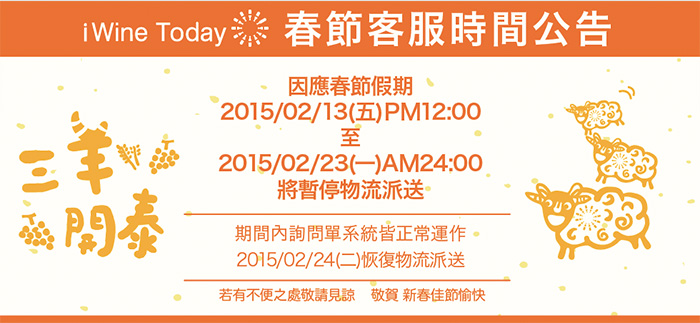 iWine Today 春節客服時間公告
因應春節假期
2015/02/13(五)PM12:00
至
2015/02/23(一)AM24:00
將暫停物流派送
三羊開泰
期間內詢問單系統皆正常運作
2015/02/24(二)恢復物流派送
若有不便之處敬請見諒 敬賀 新春佳節愉快